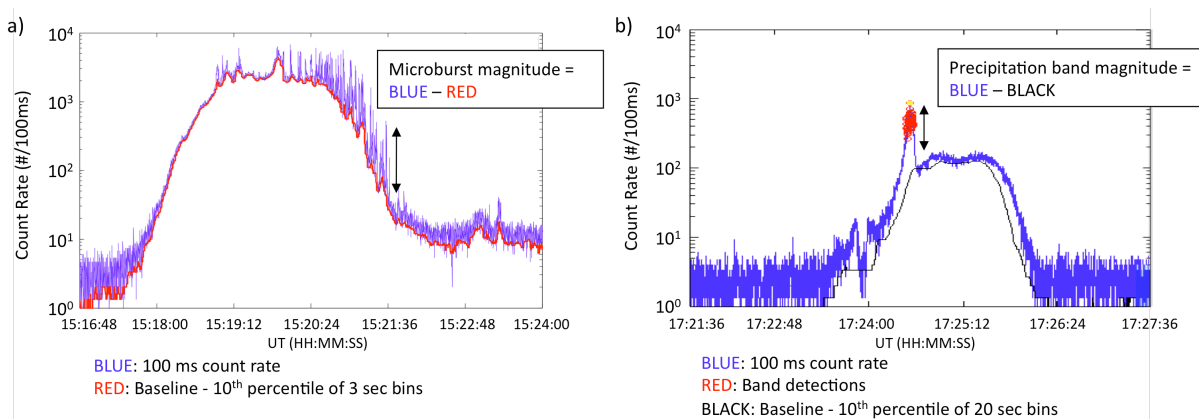 a)
10⁴
10³
10²
10¹
10⁰
Count Rate (#/100ms)
Microburst magnitude =
BLUE – RED
15:16:48 15:18:00 15:19:12 15:20:24 15:21:36 15:22:48 15:24:00
UT (HH:MM:SS)
BLUE: 100 ms count rate
RED: Baseline - 10th percentile of 3 sec bins
b)
10⁴
10³
10²
10¹
10⁰
Count Rate (#/100ms)
Precipitation band magnitude =
BLUE – BLACK
17:21:36 17:22:48 17:24:00 17:25:12 17:26:24 17:27:36
UT (HH:MM:SS)
BLUE: 100 ms count rate
RED: Band detections
BLACK: Baseline - 10th percentile of 20 sec bins